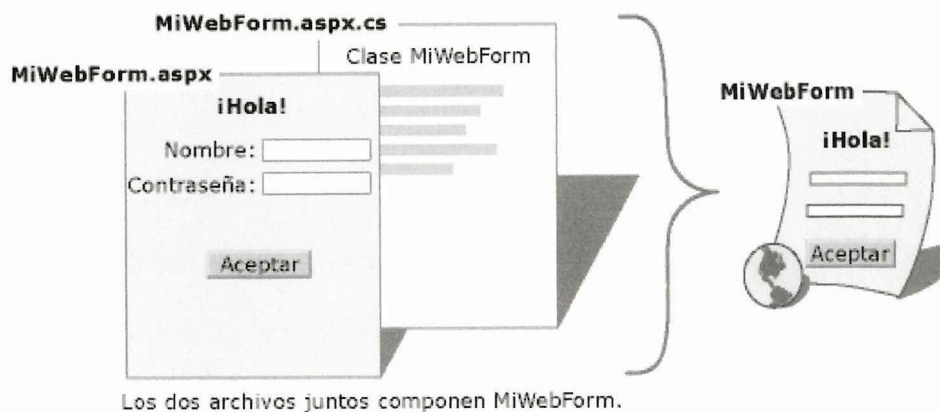 MiWebForm.aspx.cs
Clase MiWebForm
MiWebForm.aspx
¡Hola!
Nombre:
Contraseña:
Aceptar
MiWebForm
¡Hola!
Aceptar
Los dos archivos juntos componen MiWebForm.